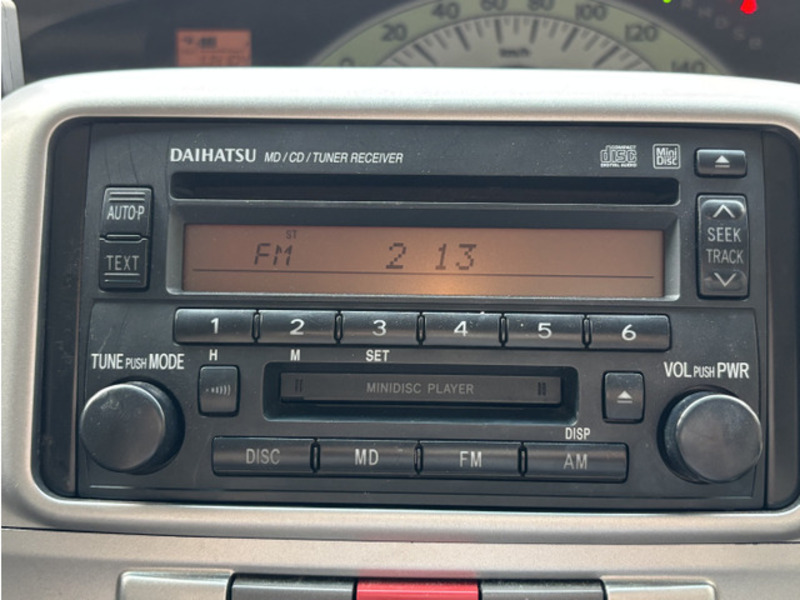 20 40 60 80 100 120 140
km/h
DAIHATSU MD / CD / TUNER RECEIVER
COMPACT
disc
DIGITAL AUDIO
Mini
Disc
AUTO·P
TEXT
ST
FM 2 13
SEEK
TRACK
1 2 3 4 5 6
H M SET
TUNE PUSH MODE
VOL PUSH PWR
MINIDISC PLAYER
DISP
DISC MD FM AM